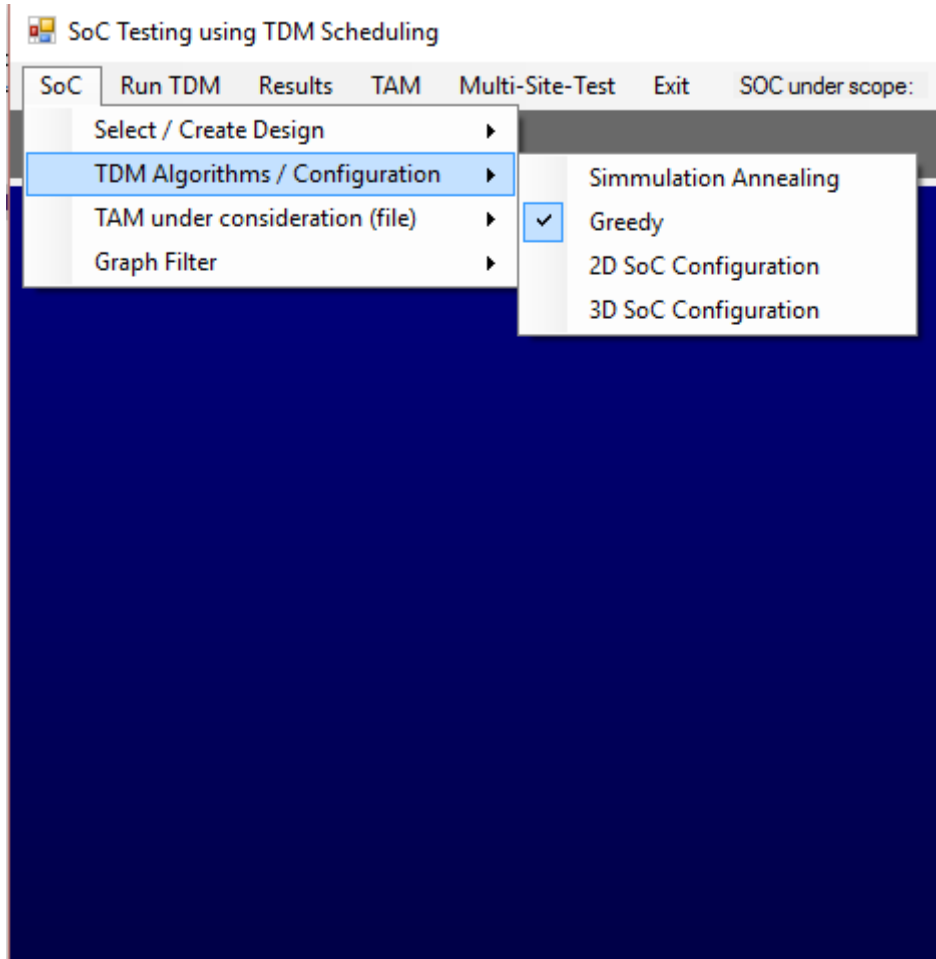 SoC Testing using TDM Scheduling
SoC Run TDM Results TAM Multi-Site-Test Exit SOC under scope:
Select / Create Design
TDM Algorithms / Configuration
TAM under consideration (file)
Graph Filter
Simmulation Annealing
Greedy
2D SoC Configuration
3D SoC Configuration